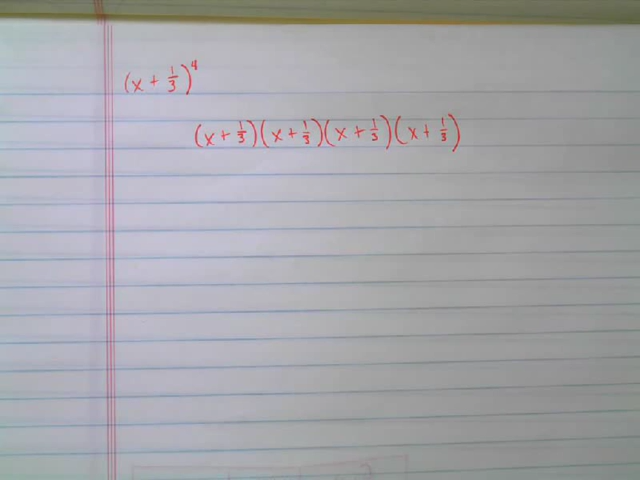 (x + 1/3)^4
(x + 1/3)(x + 1/3)(x + 1/3)(x + 1/3)